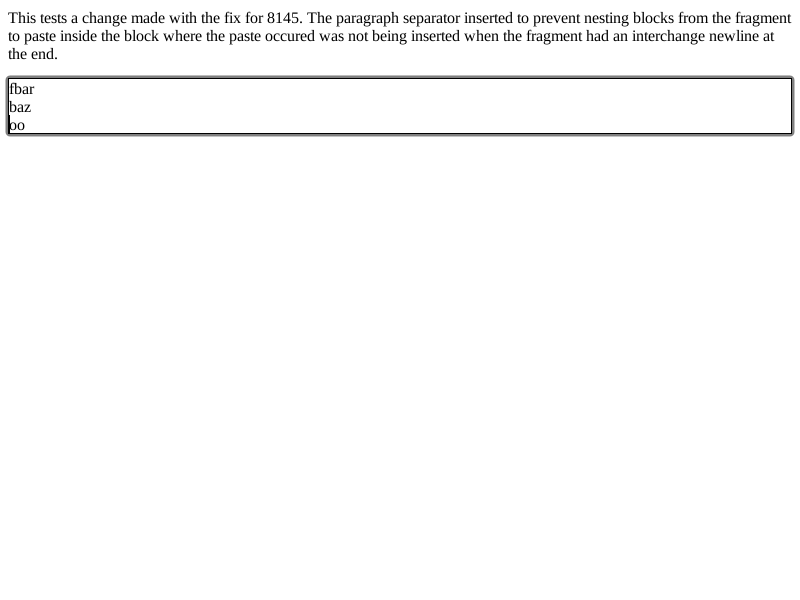 This tests a change made with the fix for 8145. The paragraph separator inserted to prevent nesting blocks from the fragment
to paste inside the block where the paste occured was not being inserted when the fragment had an interchange newline at
the end.
fbar
baz
oo